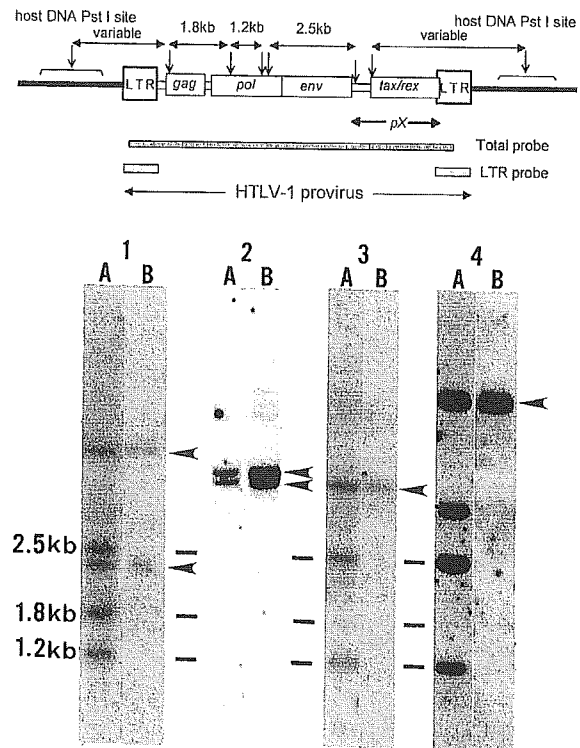 host DNA Pst I site
variable
1.8kb
1.2kb
2.5kb
variable
host DNA Pst I site
LTR
gag
pol
env
tax/rex
LTR
pX
Total probe
LTR probe
HTLV-1 provirus
1
2
3
4
A B
A B
A B
A B
2.5kb
1.8kb
1.2kb